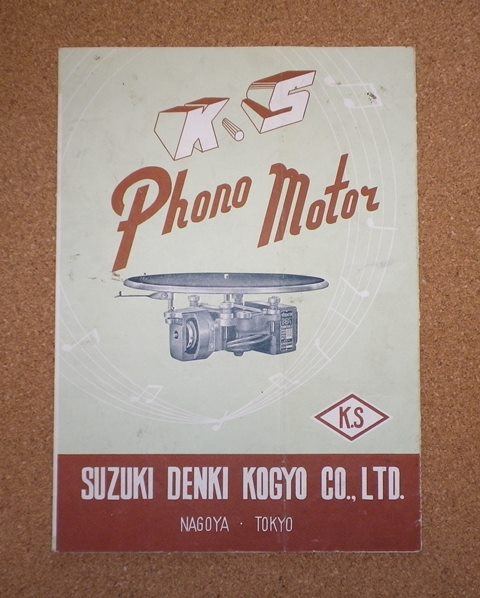 K.S
Phono Motor
K.S
SUZUKI DENKI KOGYO CO., LTD.
NAGOYA · TOKYO